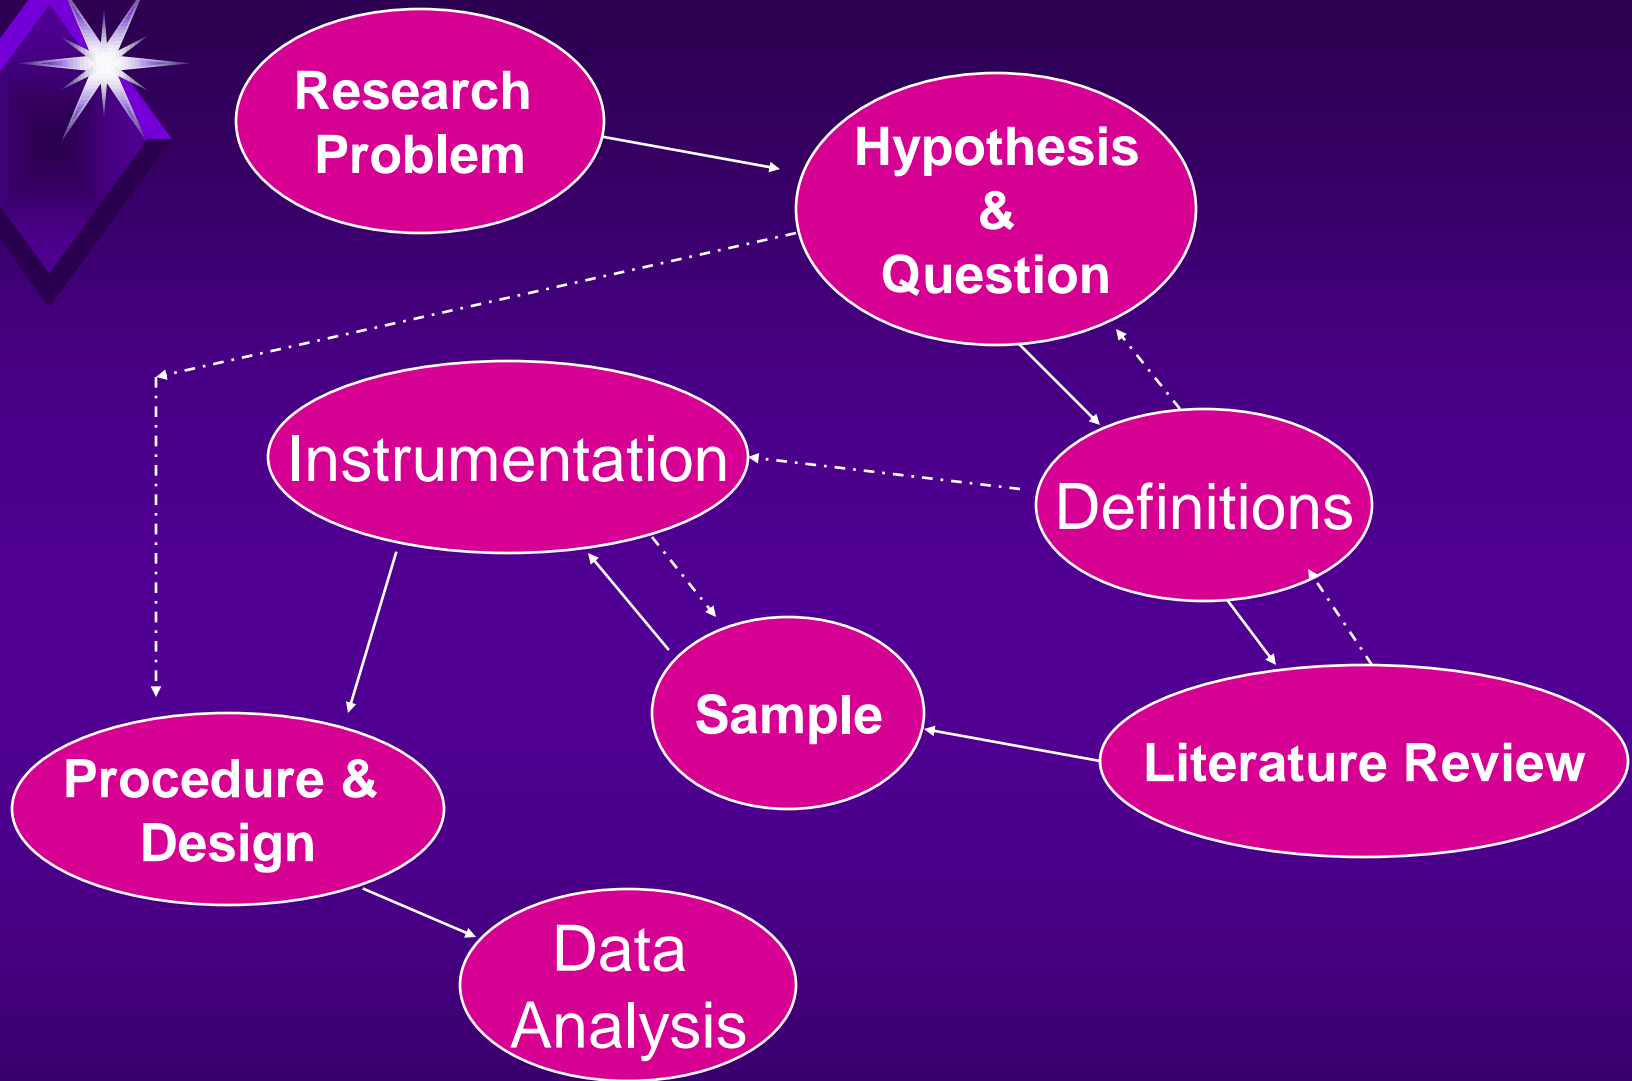 Research
Problem
Hypothesis
&
Question
Instrumentation
Definitions
Sample
Literature Review
Procedure &
Design
Data
Analysis